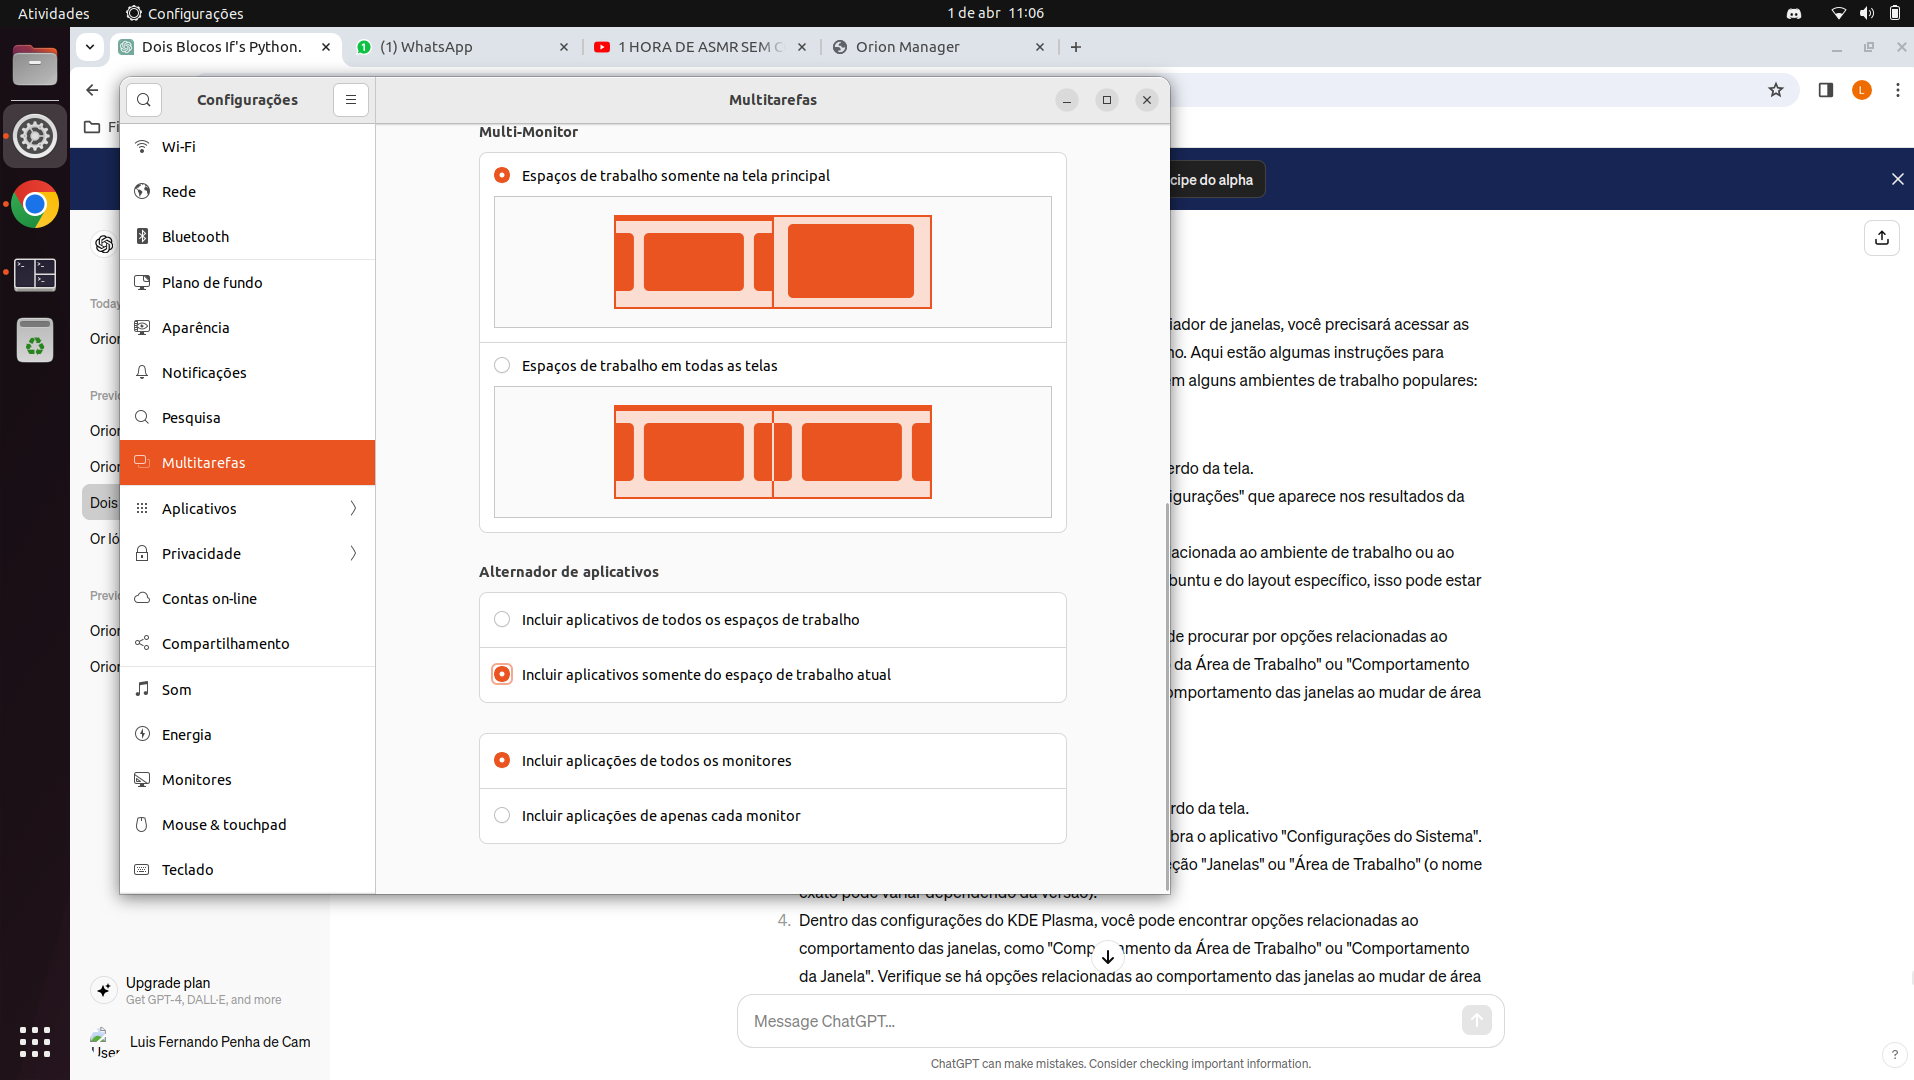 Atividades
Configurações
1 de abr 11:06
Dois Blocos If's Python.
(1) WhatsApp
1 HORA DE ASMR SEM C
Orion Manager
L
Fi
Configurações
Multitarefas
cipe do alpha
Wi-Fi
Rede
Bluetooth
Plano de fundo
Aparência
Notificações
Pesquisa
Multitarefas
Aplicativos
Privacidade
Contas on-line
Compartilhamento
Som
Energia
Monitores
Mouse & touchpad
Teclado
Multi-Monitor
Espaços de trabalho somente na tela principal
Espaços de trabalho em todas as telas
Alternador de aplicativos
Incluir aplicativos de todos os espaços de trabalho
Incluir aplicativos somente do espaço de trabalho atual
Incluir aplicações de todos os monitores
Incluir aplicações de apenas cada monitor
Today
Orior
Previo
Orior
Orior
Dois
Or ló
Previo
Orior
Orior
Upgrade plan
Get GPT-4, DALL·E, and more
User
Luis Fernando Penha de Cam
iador de janelas, você precisará acessar as
no. Aqui estão algumas instruções para
m alguns ambientes de trabalho populares:
erdo da tela.
igurações" que aparece nos resultados da
acionada ao ambiente de trabalho ou ao
buntu e do layout específico, isso pode estar
de procurar por opções relacionadas ao
da Área de Trabalho" ou "Comportamento
omportamento das janelas ao mudar de área
rdo da tela.
bra o aplicativo "Configurações do Sistema".
ção "Janelas" ou "Área de Trabalho" (o nome
exato pode variar dependendo da versão).
4. Dentro das configurações do KDE Plasma, você pode encontrar opções relacionadas ao
comportamento das janelas, como "Comp amento da Área de Trabalho" ou "Comportamento
da Janela". Verifique se há opções relacionadas ao comportamento das janelas ao mudar de área
Message ChatGPT...
ChatGPT can make mistakes. Consider checking important information.
?